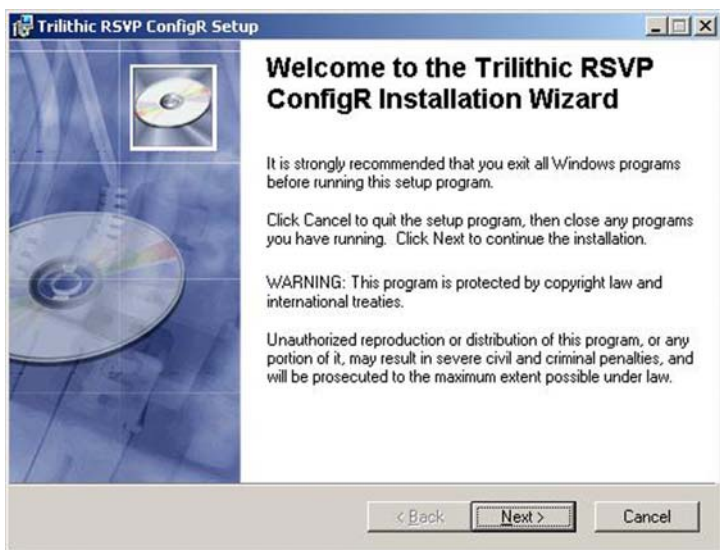 Trilithic RSVP ConfigR Setup
Welcome to the Trilithic RSVP
ConfigR Installation Wizard
It is strongly recommended that you exit all Windows programs
before running this setup program.
Click Cancel to quit the setup program, then close any programs
you have running. Click Next to continue the installation.
WARNING: This program is protected by copyright law and
international treaties.
Unauthorized reproduction or distribution of this program, or any
portion of it, may result in severe civil and criminal penalties, and
will be prosecuted to the maximum extent possible under law.
< Back Next > Cancel